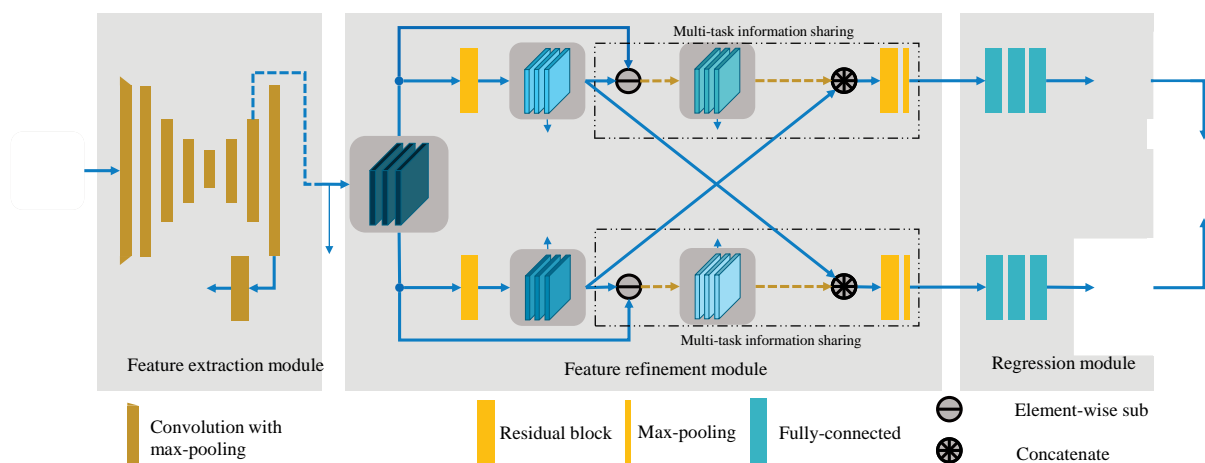 Multi-task information sharing
Multi-task information sharing
Feature extraction module
Feature refinement module
Regression module
Convolution with
max-pooling
Residual block
Max-pooling
Fully-connected
Element-wise sub
Concatenate